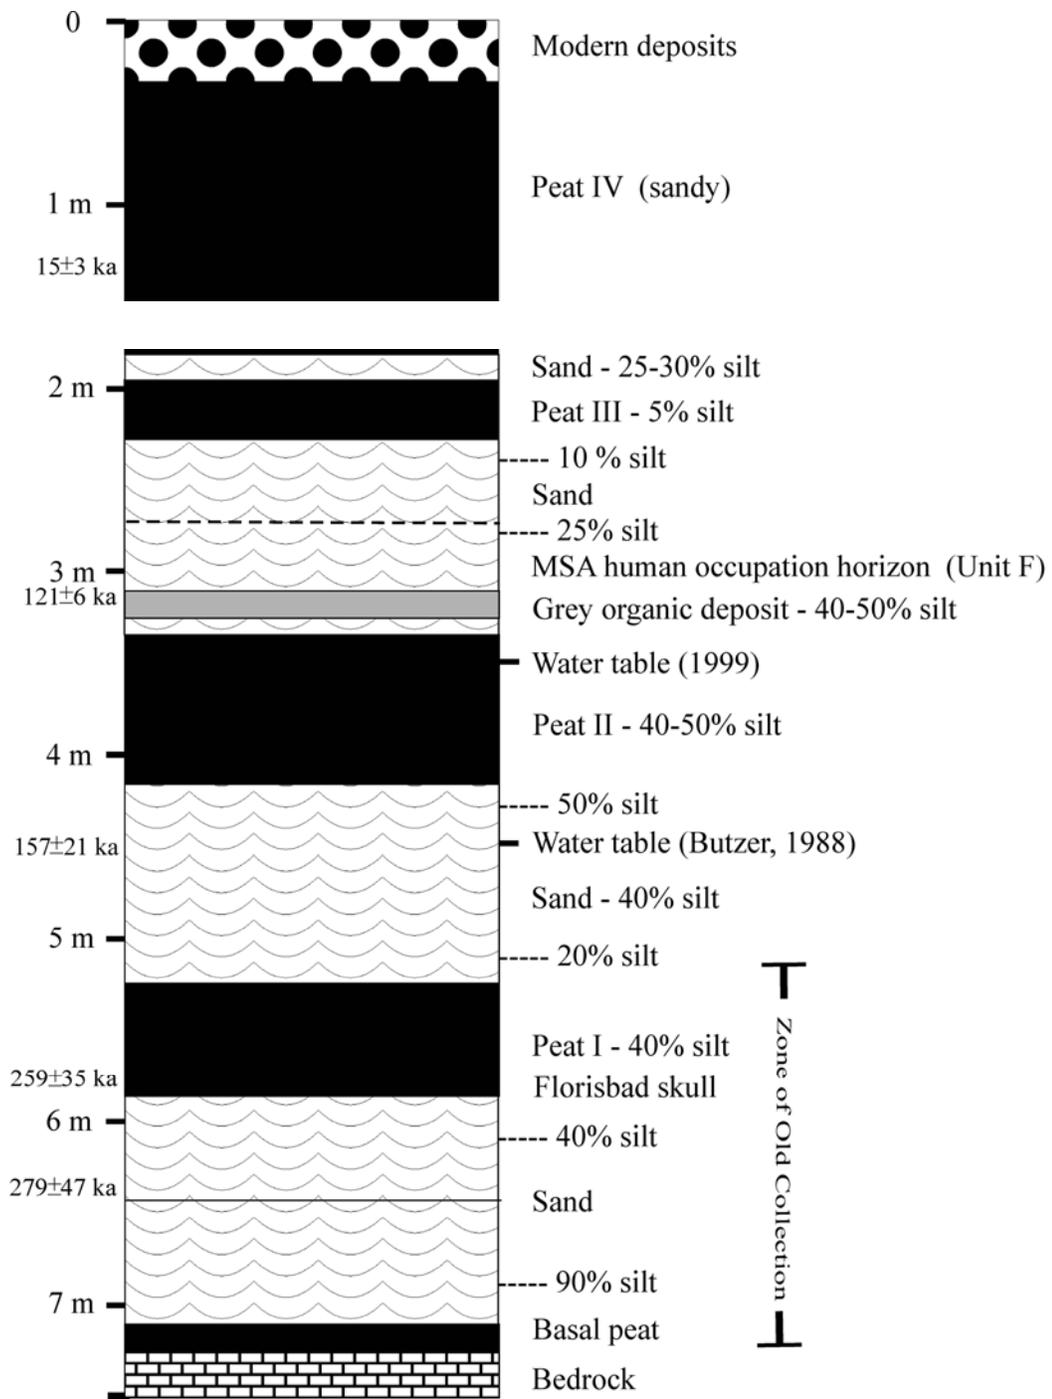 0
Modern deposits
Peat IV (sandy)
1 m
15±3 ka
Sand - 25-30% silt
2 m
Peat III - 5% silt
10 % silt
Sand
25% silt
3 m
MSA human occupation horizon (Unit F)
121±6 ka
Grey organic deposit - 40-50% silt
Water table (1999)
Peat II - 40-50% silt
4 m
50% silt
157±21 ka
Water table (Butzer, 1988)
Sand - 40% silt
5 m
20% silt
Zone of Old Collection
Peat I - 40% silt
259±35 ka
Florisbad skull
6 m
40% silt
279±47 ka
Sand
90% silt
7 m
Basal peat
Bedrock